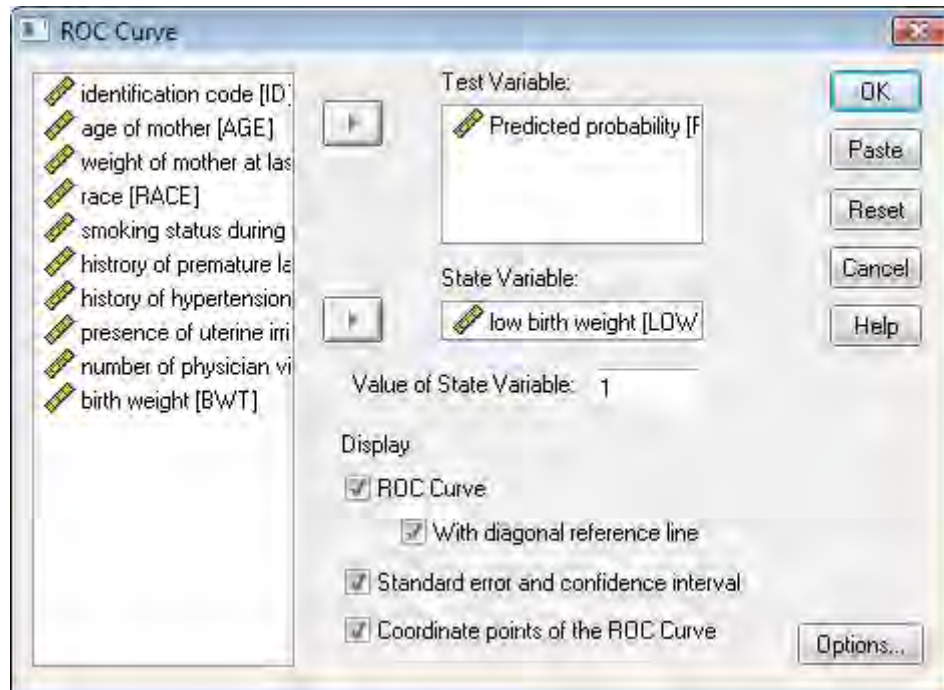 ROC Curve
identification code [ID]
age of mother [AGE]
weight of mother at las
race [RACE]
smoking status during
histrory of premature la
history of hypertension
presence of uterine irri
number of physician vi
birth weight [BWT]
Test Variable:
Predicted probability [P
State Variable:
low birth weight [LOW
Value of State Variable: 1
Display
ROC Curve
With diagonal reference line
Standard error and confidence interval
Coordinate points of the ROC Curve
OK
Paste
Reset
Cancel
Help
Options...